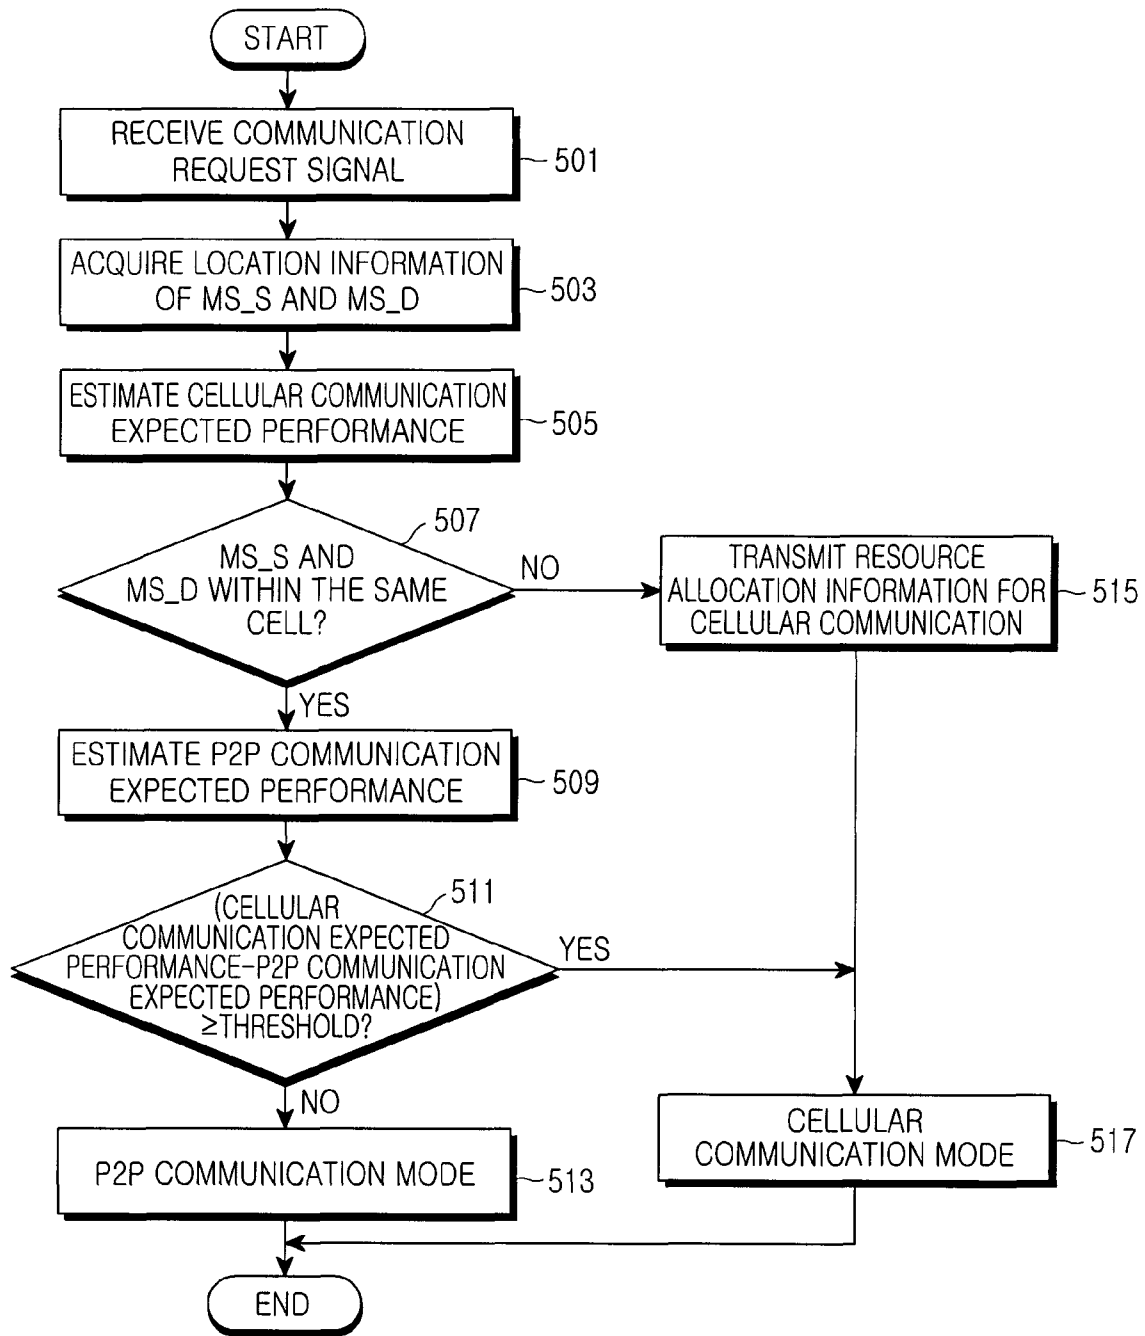 START
RECEIVE COMMUNICATION
REQUEST SIGNAL
501
ACQUIRE LOCATION INFORMATION
OF MS_S AND MS_D
503
ESTIMATE CELLULAR COMMUNICATION
EXPECTED PERFORMANCE
505
507
MS_S AND
MS_D WITHIN THE SAME
CELL?
NO
TRANSMIT RESOURCE
ALLOCATION INFORMATION FOR
CELLULAR COMMUNICATION
515
YES
ESTIMATE P2P COMMUNICATION
EXPECTED PERFORMANCE
509
511
(CELLULAR
COMMUNICATION EXPECTED
PERFORMANCE-P2P COMMUNICATION
EXPECTED PERFORMANCE)
≥THRESHOLD?
YES
NO
P2P COMMUNICATION MODE
513
CELLULAR
COMMUNICATION MODE
517
END